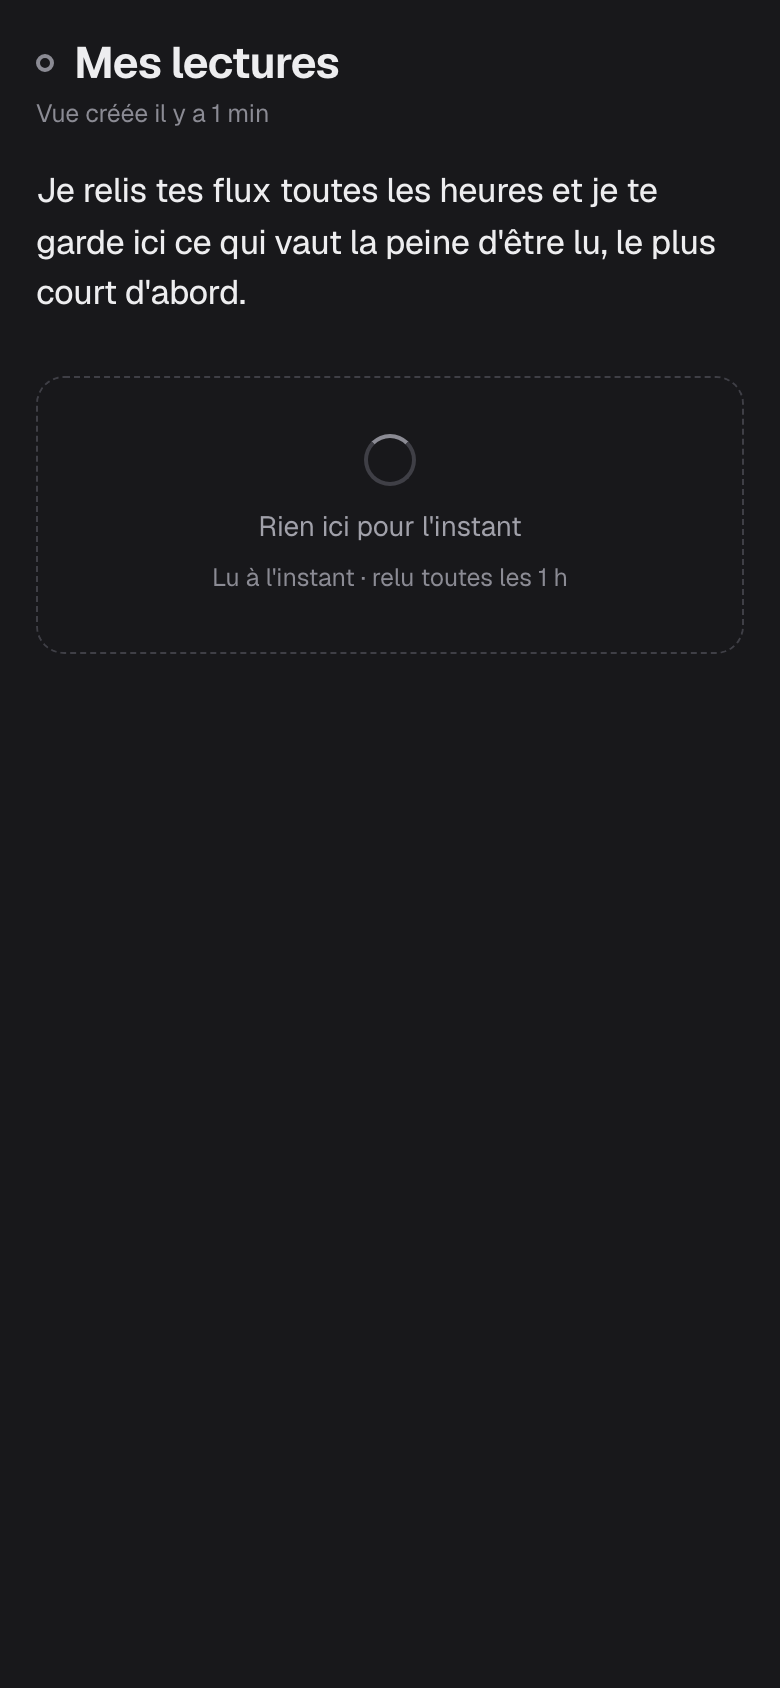 Mes lectures
Vue créée il y a 1 min
Je relis tes flux toutes les heures et je te
garde ici ce qui vaut la peine d'être lu, le plus
court d'abord.
Rien ici pour l'instant
Lu à l'instant · relu toutes les 1 h